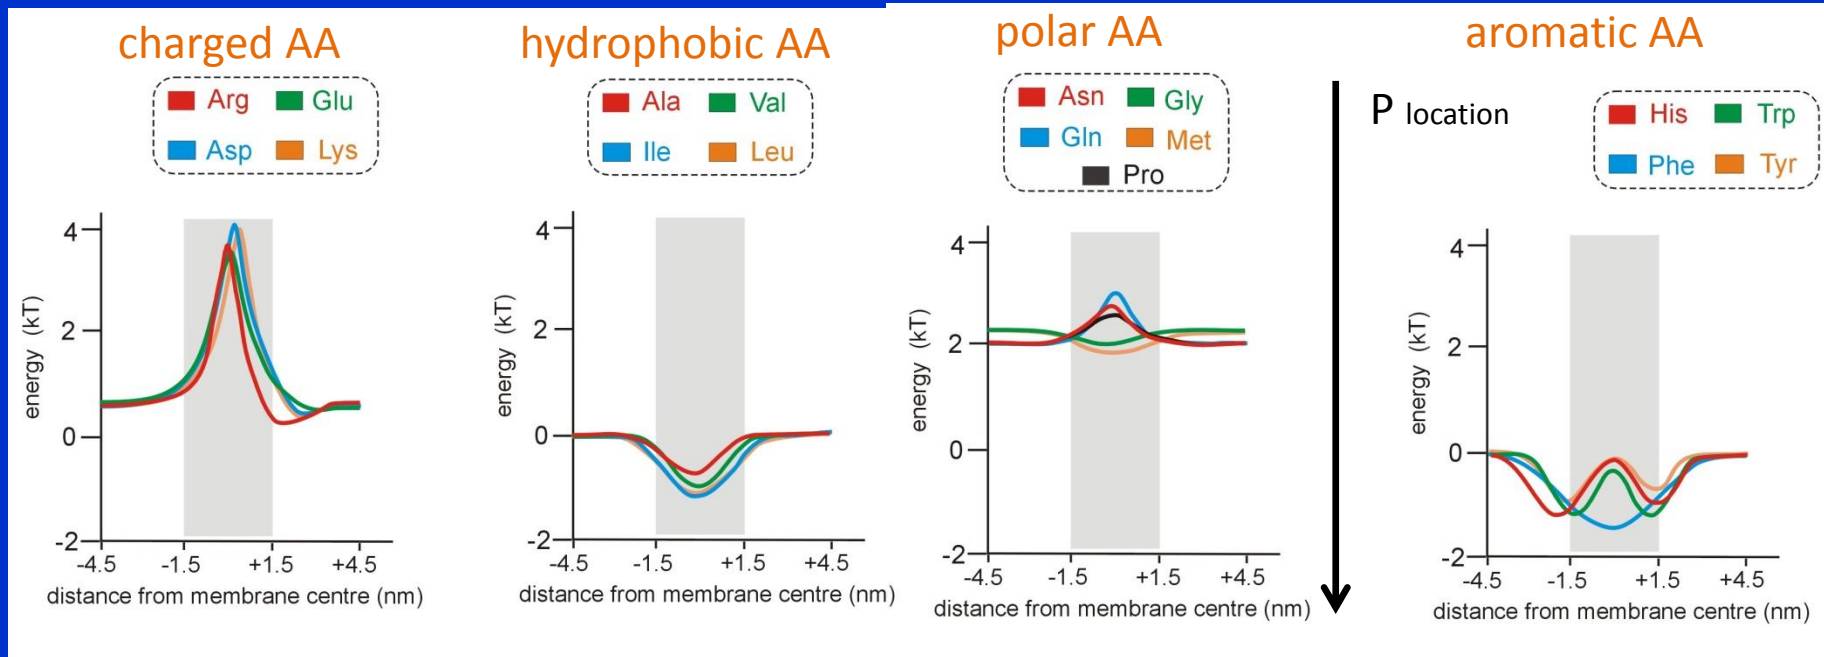 charged AA
Arg Glu
Asp Lys
4
2
0
-2
energy (kT)
-4.5 -1.5 +1.5 +4.5
distance from membrane centre (nm)
hydrophobic AA
Ala Val
Ile Leu
4
2
0
-2
energy (kT)
-4.5 -1.5 +1.5 +4.5
distance from membrane centre (nm)
polar AA
Asn Gly
Gln Met
Pro
4
2
0
-2
energy (kT)
-4.5 -1.5 +1.5 +4.5
distance from membrane centre (nm)
P location
aromatic AA
His Trp
Phe Tyr
4
2
0
-2
energy (kT)
-4.5 -1.5 +1.5 +4.5
distance from membrane centre (nm)